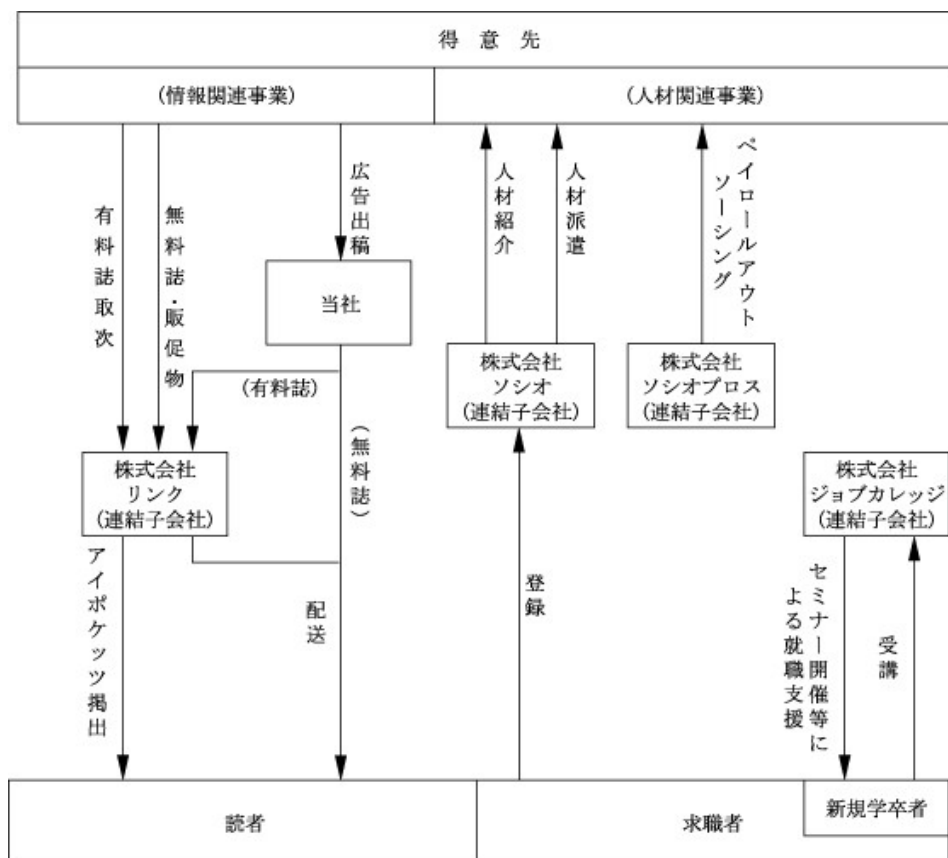 得意先
(情報関連事業)
(人材関連事業)
有料誌取次
無料誌・販促物
広告出稿
人材紹介
人材派遣
ペイロールアウト
ソーシング
当社
(有料誌)
(無料誌)
株式会社
ソシオ
(連結子会社)
株式会社
ソシオプロス
(連結子会社)
株式会社
リンク
(連結子会社)
株式会社
ジョブカレッジ
(連結子会社)
アイポケッツ掲出
配送
登録
セミナー開催等に
よる就職支援
受講
読者
求職者
新規学卒者